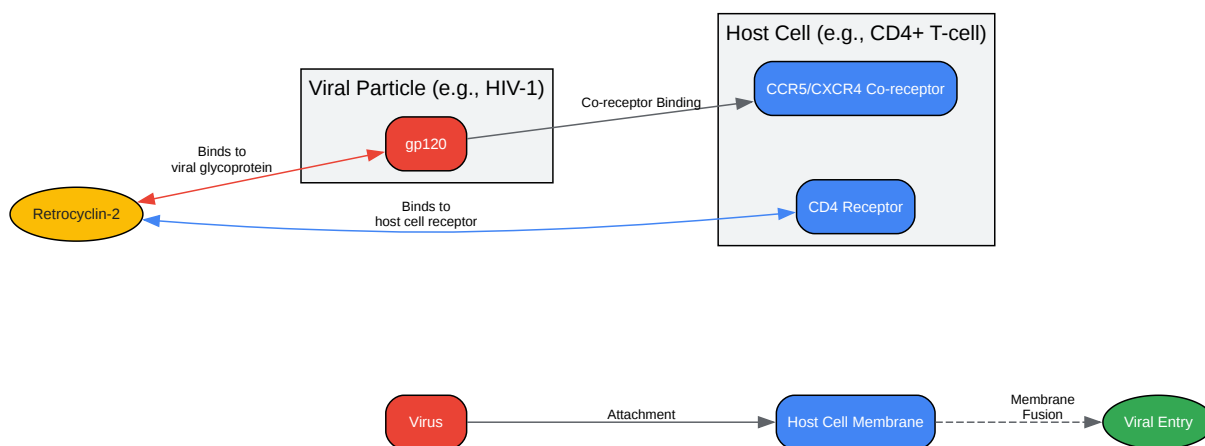 Host Cell (e.g., CD4+ T-cell)
Viral Particle (e.g., HIV-1)
CCR5/CXCR4 Co-receptor
Co-receptor Binding
gp120
Binds to
viral glycoprotein
Retrocyclin-2
Binds to
host cell receptor
CD4 Receptor
Virus
Attachment
Host Cell Membrane
Membrane
Fusion
Viral Entry